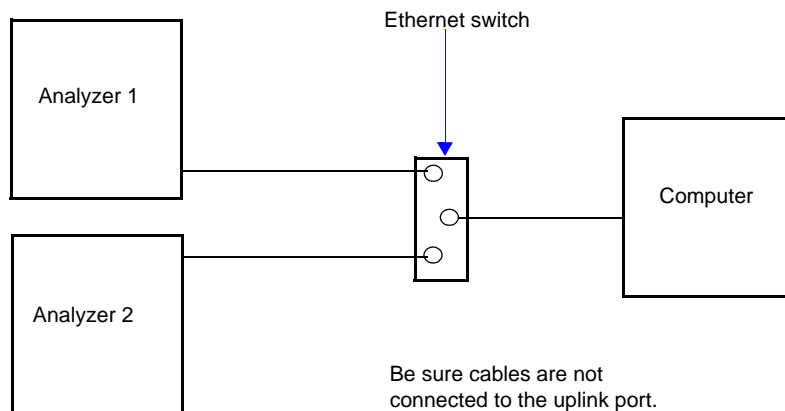 Ethernet switch
Analyzer 1
Computer
Analyzer 2
Be sure cables are not
connected to the uplink port.